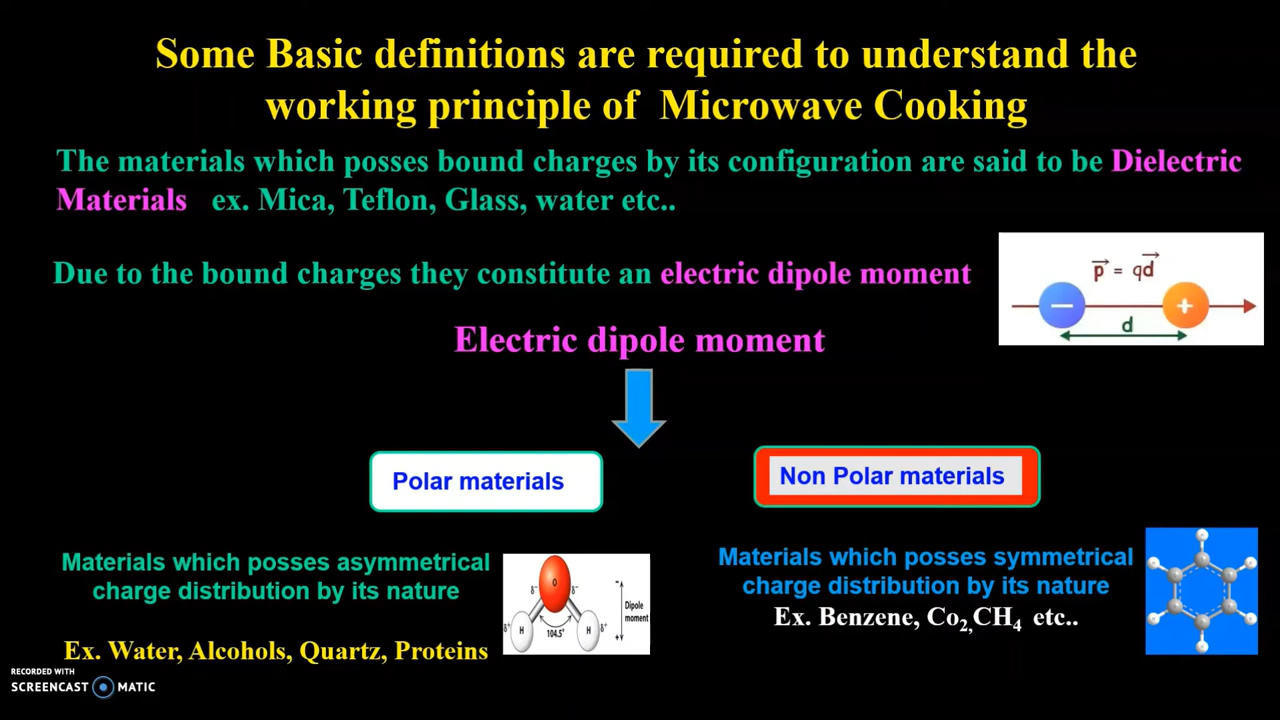 Some Basic definitions are required to understand the
working principle of Microwave Cooking
The materials which posses bound charges by its configuration are said to be Dielectric
Materials ex. Mica, Teflon, Glass, water etc..
Due to the bound charges they constitute an electric dipole moment
p⃗ = qd⃗
− +
d
Electric dipole moment
Polar materials
Non Polar materials
Materials which posses asymmetrical
charge distribution by its nature
Ex. Water, Alcohols, Quartz, Proteins
O
δ⁻ δ⁻
δ⁺ H H δ⁺
104.5°
Dipole
moment
Materials which posses symmetrical
charge distribution by its nature
Ex. Benzene, Co₂,CH₄ etc..
RECORDED WITH
SCREENCAST MATIC